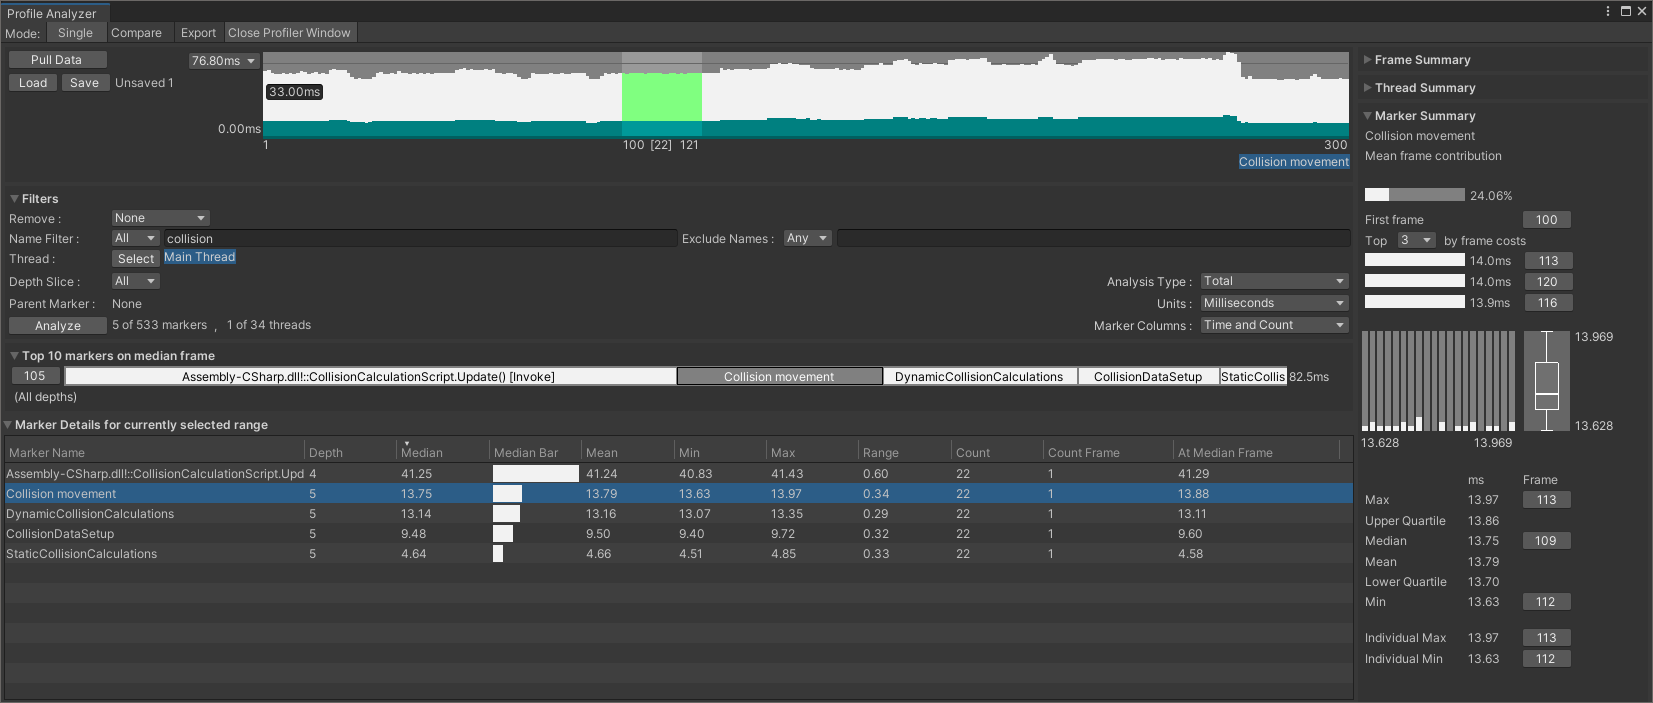 Profile Analyzer
Mode: Single Compare Export Close Profiler Window
Pull Data
Load Save Unsaved 1
76.80ms
33.00ms
0.00ms
1 100 [22] 121 300
Collision movement
Filters
Remove : None
Name Filter : All collision Exclude Names : Any
Thread : Select Main Thread
Depth Slice : All Analysis Type : Total
Parent Marker : None Units : Milliseconds
Analyze 5 of 533 markers , 1 of 34 threads Marker Columns : Time and Count
Top 10 markers on median frame
105 Assembly-CSharp.dll!::CollisionCalculationScript.Update() [Invoke] Collision movement DynamicCollisionCalculations CollisionDataSetup StaticCollis 82.5ms
(All depths)
Marker Details for currently selected range
Marker Name Depth Median Median Bar Mean Min Max Range Count Count Frame At Median Frame
Assembly-CSharp.dll!::CollisionCalculationScript.Upd 4 41.25 41.24 40.83 41.43 0.60 22 1 41.29
Collision movement 5 13.75 13.79 13.63 13.97 0.34 22 1 13.88
DynamicCollisionCalculations 5 13.14 13.16 13.07 13.35 0.29 22 1 13.11
CollisionDataSetup 5 9.48 9.50 9.40 9.72 0.32 22 1 9.60
StaticCollisionCalculations 5 4.64 4.66 4.51 4.85 0.33 22 1 4.58
Frame Summary
Thread Summary
Marker Summary
Collision movement
Mean frame contribution
24.06%
First frame 100
Top 3 by frame costs
14.0ms 113
14.0ms 120
13.9ms 116
13.969
13.628
13.628 13.969
ms Frame
Max 13.97 113
Upper Quartile 13.86
Median 13.75 109
Mean 13.79
Lower Quartile 13.70
Min 13.63 112
Individual Max 13.97 113
Individual Min 13.63 112